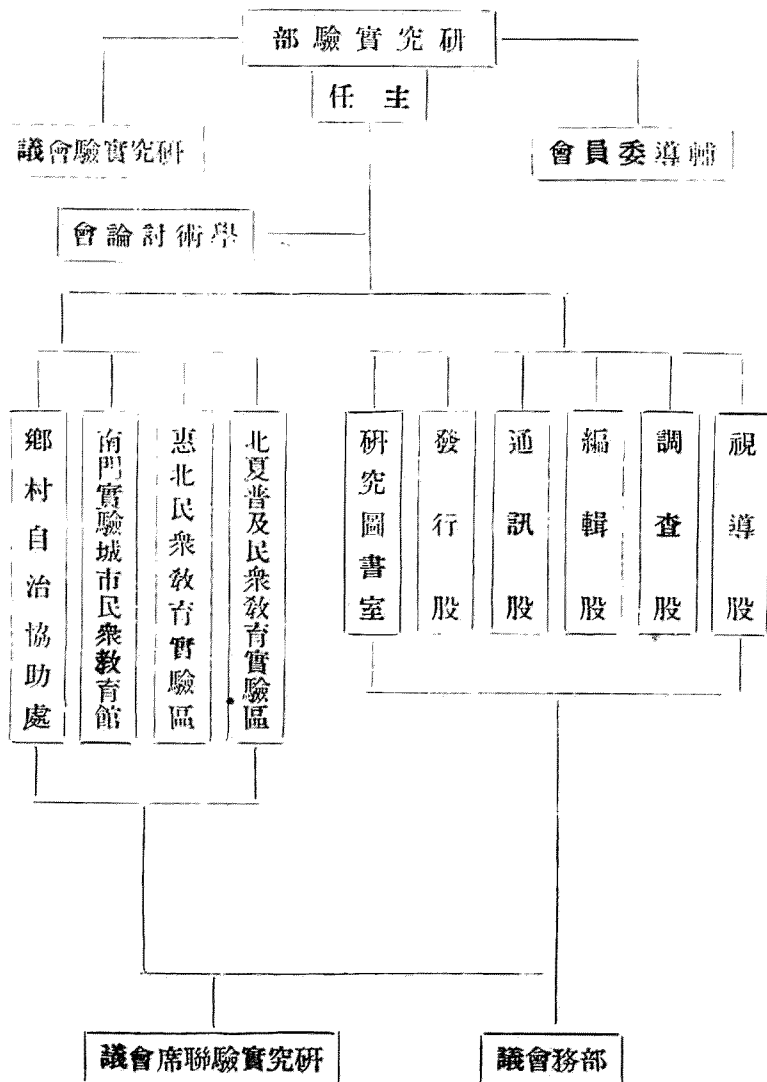 研究實驗部
主任
輔導委員會
研究實驗會議
學術討論會
視導股
調查股
編輯股
通訊股
發行股
研究圖書室
北夏普及民衆敎育實驗區
惠北民衆敎育實驗區
南門實驗城市民衆敎育館
鄉村自治協助處
部務會議
研究實驗聯席會議